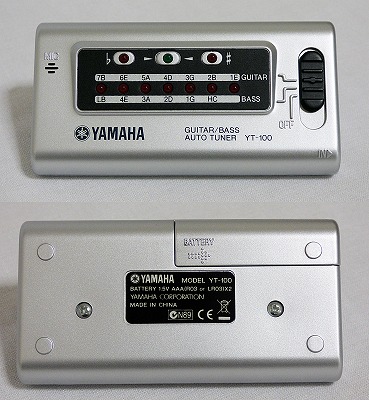 MIC
♭ ♯
7B 6E 5A 4D 3G 2B 1E GUITAR
LB 4E 3A 2D 1G HC BASS
YAMAHA
GUITAR/BASS
AUTO TUNER YT-100
OFF
IN>
BATTERY
YAMAHA MODEL YT-100
BATTERY 1.5V AAA(R03 or LR03)X2
YAMAHA CORPORATION
MADE IN CHINA
N89 CE